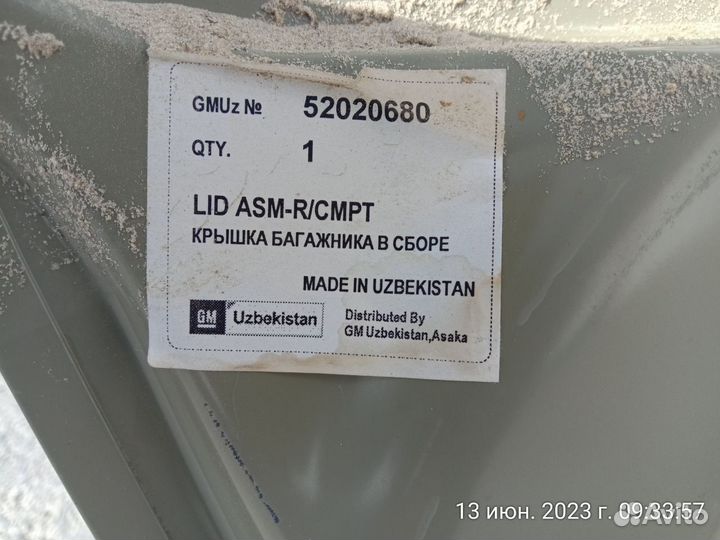 GMUz № 52020680
QTY. 1
LID ASM-R/CMPT
КРЫШКА БАГАЖНИКА В СБОРЕ
MADE IN UZBEKISTAN
GM Uzbekistan
Distributed By
GM Uzbekistan,Asaka
13 июн. 2023 г. 09:33:57
Avito